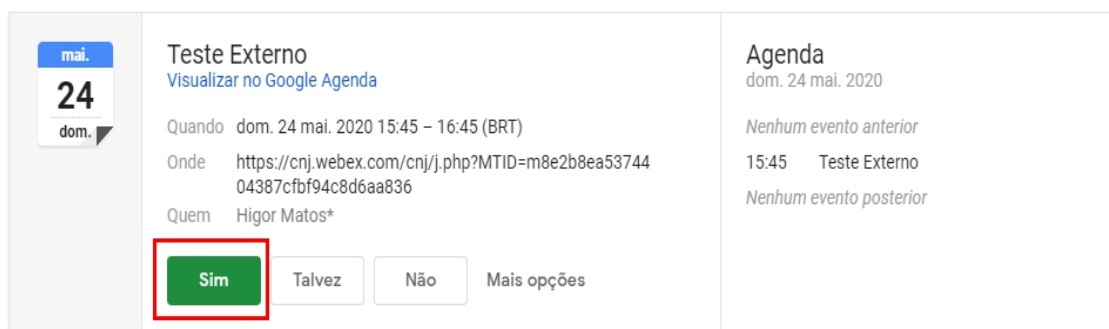 mai.
24
dom.
Teste Externo
Visualizar no Google Agenda
Quando dom. 24 mai. 2020 15:45 – 16:45 (BRT)
Onde https://cnj.webex.com/cnj/j.php?MTID=m8e2b8ea53744
04387cfbf94c8d6aa836
Quem Higor Matos*
Sim Talvez Não Mais opções
Agenda
dom. 24 mai. 2020
Nenhum evento anterior
15:45 Teste Externo
Nenhum evento posterior